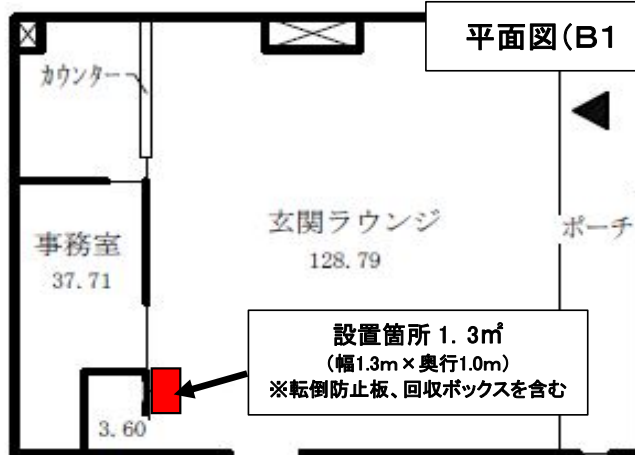 平面図(B1
カウンター
玄関ラウンジ
128.79
ポーチ
事務室
37.71
設置箇所 1.3㎡
(幅1.3m×奥行1.0m)
※転倒防止板、回収ボックスを含む
3.60